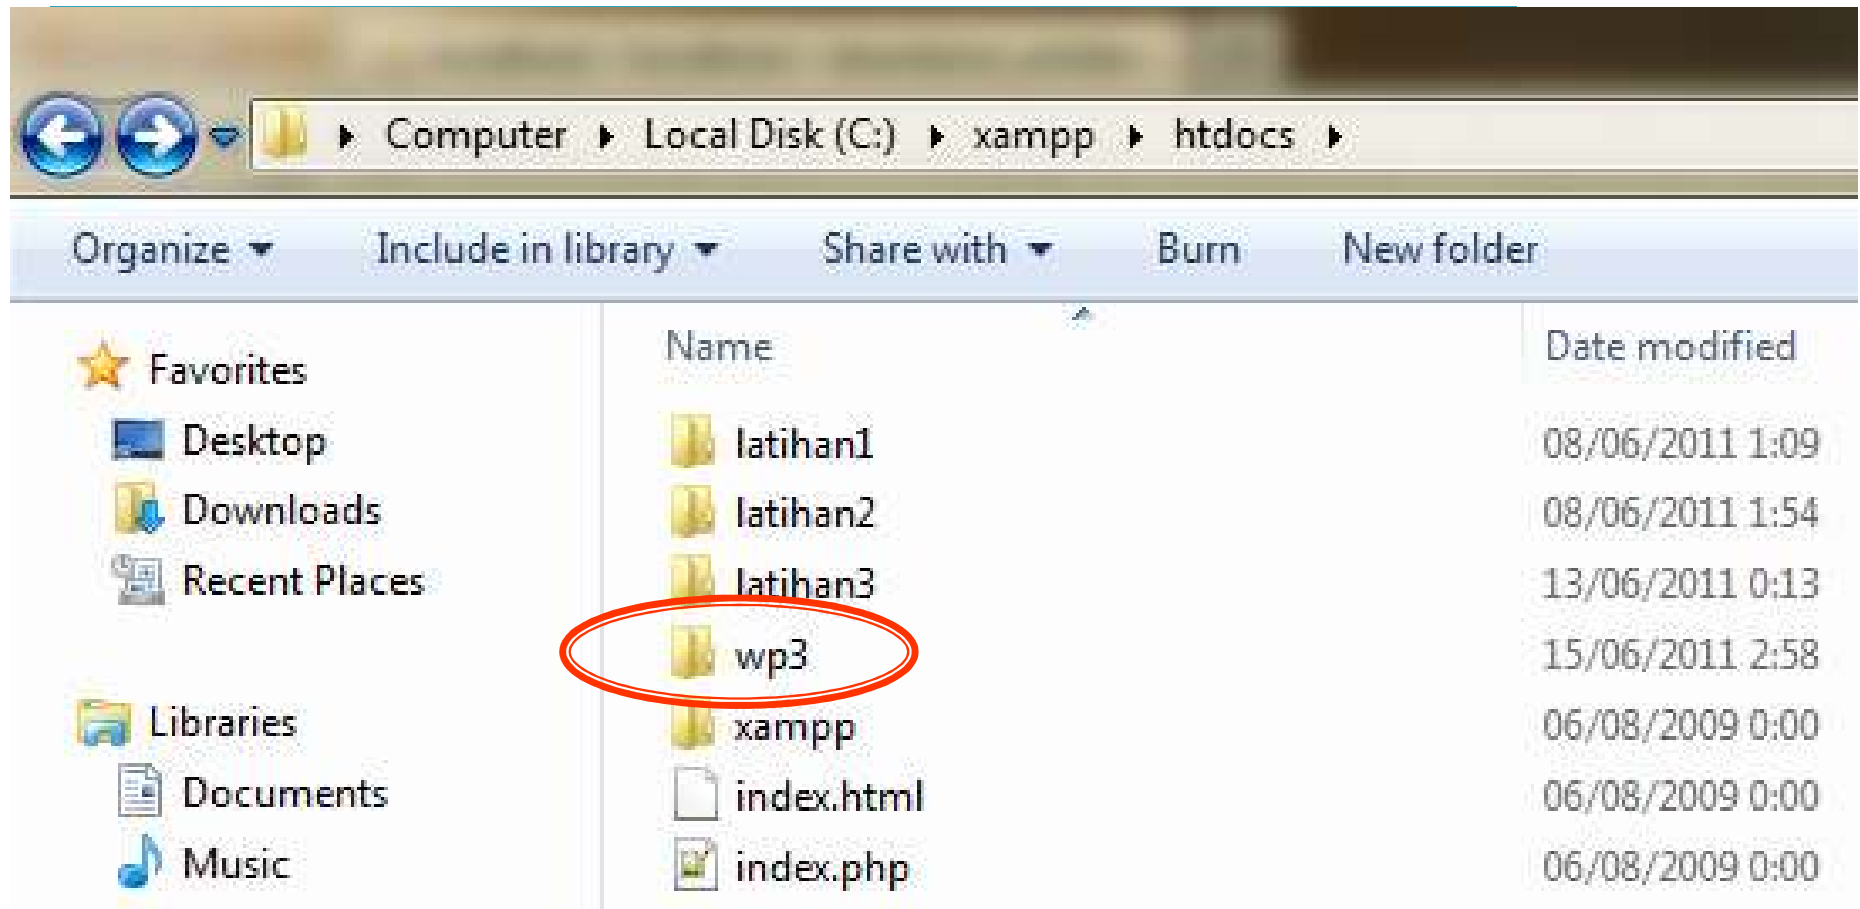 Computer Local Disk (C:) xampp htdocs
Organize Include in library Share with Burn New folder
Name Date modified
Favorites
Desktop
Downloads
Recent Places
Libraries
Documents
Music
latihan1 08/06/2011 1:09
latihan2 08/06/2011 1:54
latihan3 13/06/2011 0:13
wp3 15/06/2011 2:58
xampp 06/08/2009 0:00
index.html 06/08/2009 0:00
index.php 06/08/2009 0:00